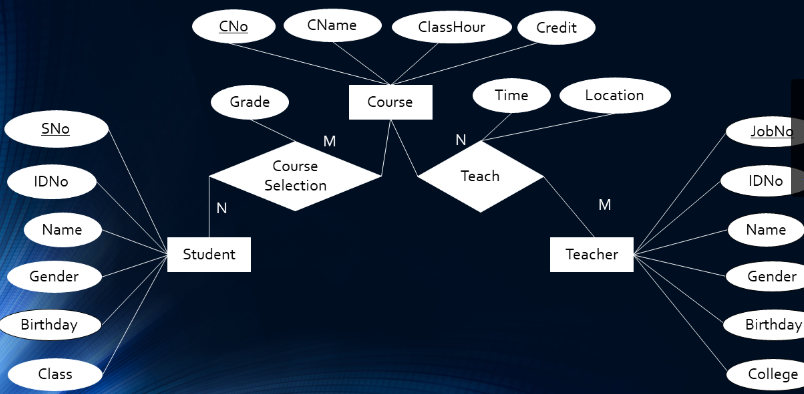 CNo
CName
ClassHour
Credit
Grade
Course
Time
Location
SNo
JobNo
M
N
Course
Selection
Teach
IDNo
IDNo
N
M
Name
Name
Student
Teacher
Gender
Gender
Birthday
Birthday
Class
College